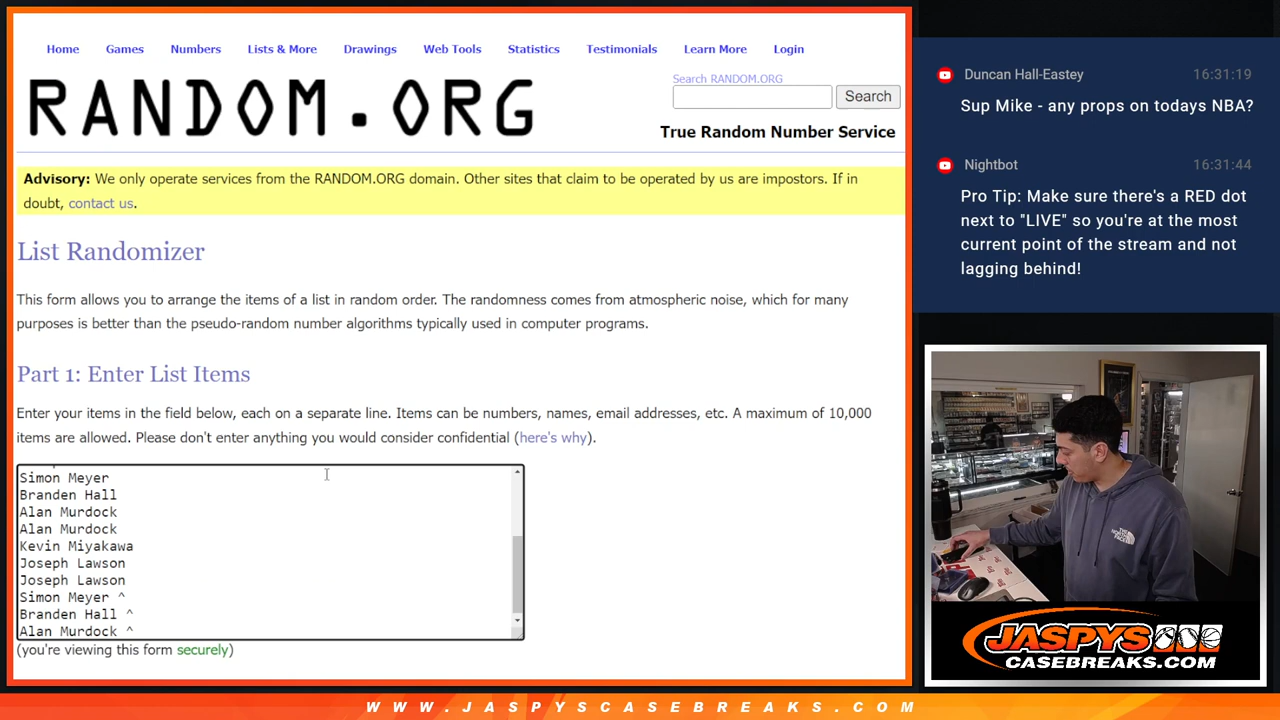 Home Games Numbers Lists & More Drawings Web Tools Statistics Testimonials Learn More Login
RANDOM.ORG
Search RANDOM.ORG
Search
True Random Number Service
Advisory: We only operate services from the RANDOM.ORG domain. Other sites that claim to be operated by us are impostors. If in
doubt, contact us.
List Randomizer
This form allows you to arrange the items of a list in random order. The randomness comes from atmospheric noise, which for many
purposes is better than the pseudo-random number algorithms typically used in computer programs.
Part 1: Enter List Items
Enter your items in the field below, each on a separate line. Items can be numbers, names, email addresses, etc. A maximum of 10,000
items are allowed. Please don't enter anything you would consider confidential (here's why).
Simon Meyer
Branden Hall
Alan Murdock
Alan Murdock
Kevin Miyakawa
Joseph Lawson
Joseph Lawson
Simon Meyer ^
Branden Hall ^
Alan Murdock ^
(you're viewing this form securely)
Duncan Hall-Eastey 16:31:19
Sup Mike - any props on todays NBA?
Nightbot 16:31:44
Pro Tip: Make sure there's a RED dot
next to "LIVE" so you're at the most
current point of the stream and not
lagging behind!
JASPYS
CASEBREAKS.COM
WWW.JASPYSCASEBREAKS.COM